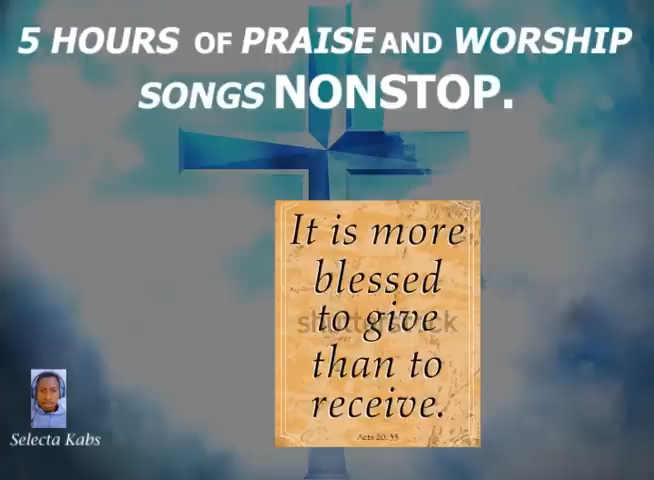 5 HOURS OF PRAISE AND WORSHIP
SONGS NONSTOP.
It is more
blessed
to give
shutterstock
than to
receive.
Acts 20: 35
Selecta Kabs